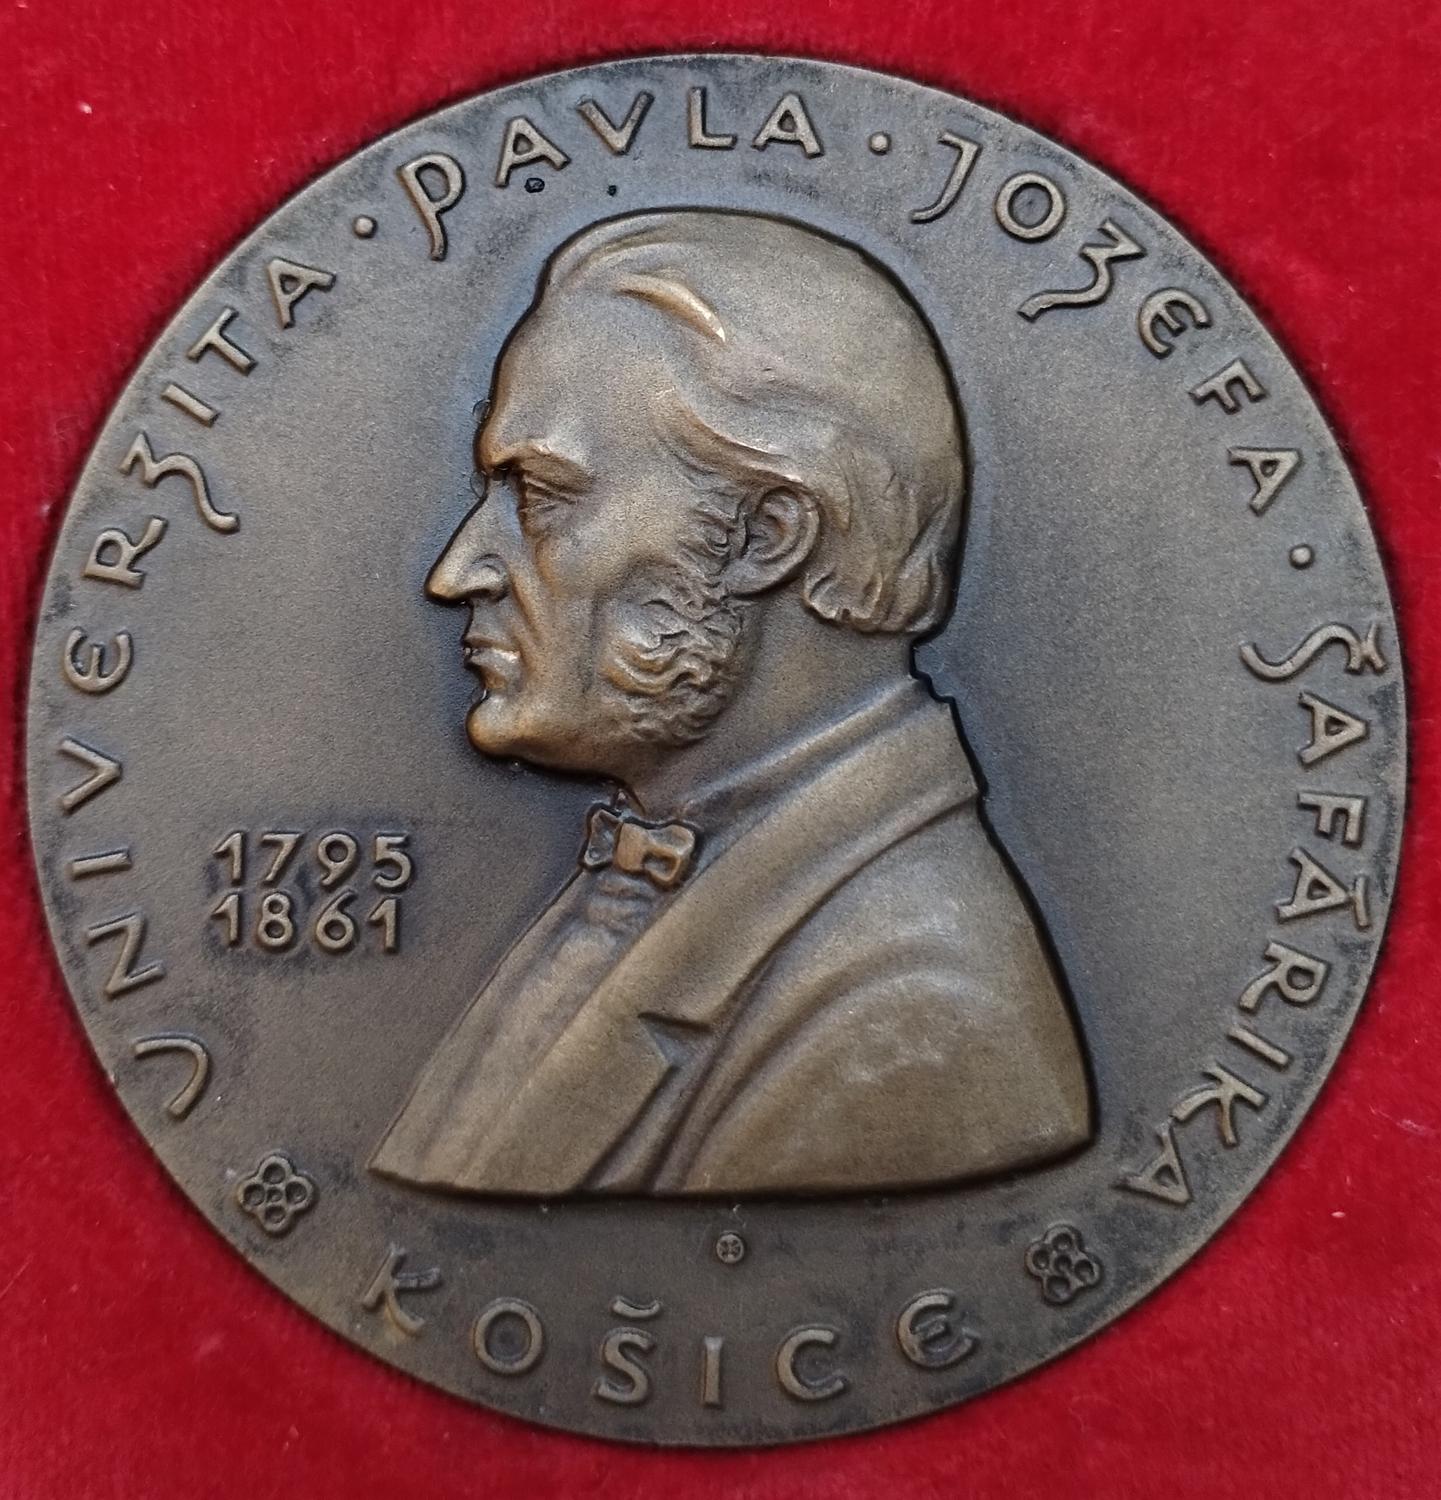 UNIVERZITA · PAVLA · JOZEFA · ŠAFÁRIKA
1795
1861
KOŠICE